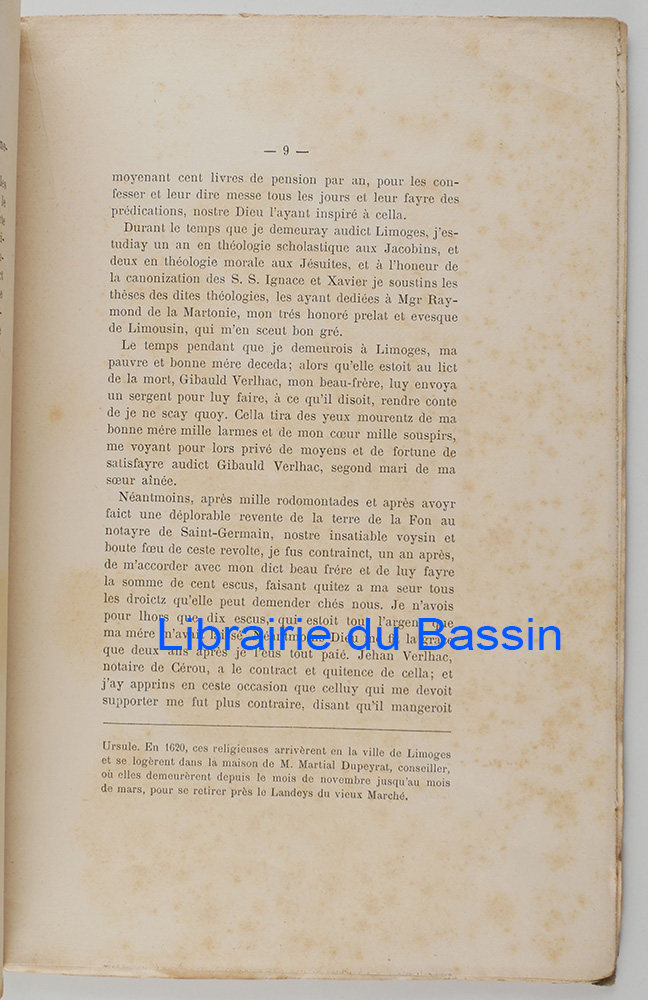 — 9 —
moyenant cent livres de pension par an, pour les con-
fesser et leur dire messe tous les jours et leur fayre des
prédications, nostre Dieu l'ayant inspiré à cella.
Durant le temps que je demeuray audict Limoges, j'es-
tudiay un an en théologie scholastique aux Jacobins, et
deux en théologie morale aux Jésuites, et à l'honeur de
la canonization des S. S. Ignace et Xavier je soustins les
thèses des dites théologies, les ayant dediées à Mgr Ray-
mond de la Martonie, mon trés honoré prelat et evesque
de Limousin, qui m'en sceut bon gré.
Le temps pendant que je demeurois à Limoges, ma
pauvre et bonne mére deceda; alors qu'elle estoit au lict
de la mort, Gibauld Verlhac, mon beau-frère, luy envoya
un sergent pour luy faire, à ce qu'il disoit, rendre conte
de je ne scay quoy. Cella tira des yeux mourentz de ma
bonne mére mille larmes et de mon cœur mille souspirs,
me voyant pour lors privé de moyens et de fortune de
satisfayre audict Gibauld Verlhac, segond mari de ma
sœur aînée.
Néantmoins, après mille rodomontades et après avoyr
faict une déplorable revente de la terre de la Fon au
notayre de Saint-Germain, nostre insatiable voysin et
boute fœu de ceste revolte, je fus contrainct, un an après,
de m'accorder avec mon dict beau frére et de luy fayre
la somme de cent escus, faisant quitez a ma seur tous
les droictz qu'elle peut demender chés nous. Je n'avois
pour lhors que dix escus, qui estoit tout l'argent que
ma mére m'avait laissé. Néantmoins Dieu me fit la grace
que deux ans après je l'eus tout paié. Jehan Verlhac,
notaire de Cérou, a le contract et quitence de cella; et
j'ay apprins en ceste occasion que celluy qui me devoit
supporter me fut plus contraire, disant qu'il mangeroit
Ursule. En 1620, ces religieuses arrivèrent en la ville de Limoges
et se logèrent dans la maison de M. Martial Dupeyrat, conseiller,
où elles demeurèrent depuis le mois de novembre jusqu'au mois
de mars, pour se retirer près le Landeys du vieux Marché.
Librairie du Bassin